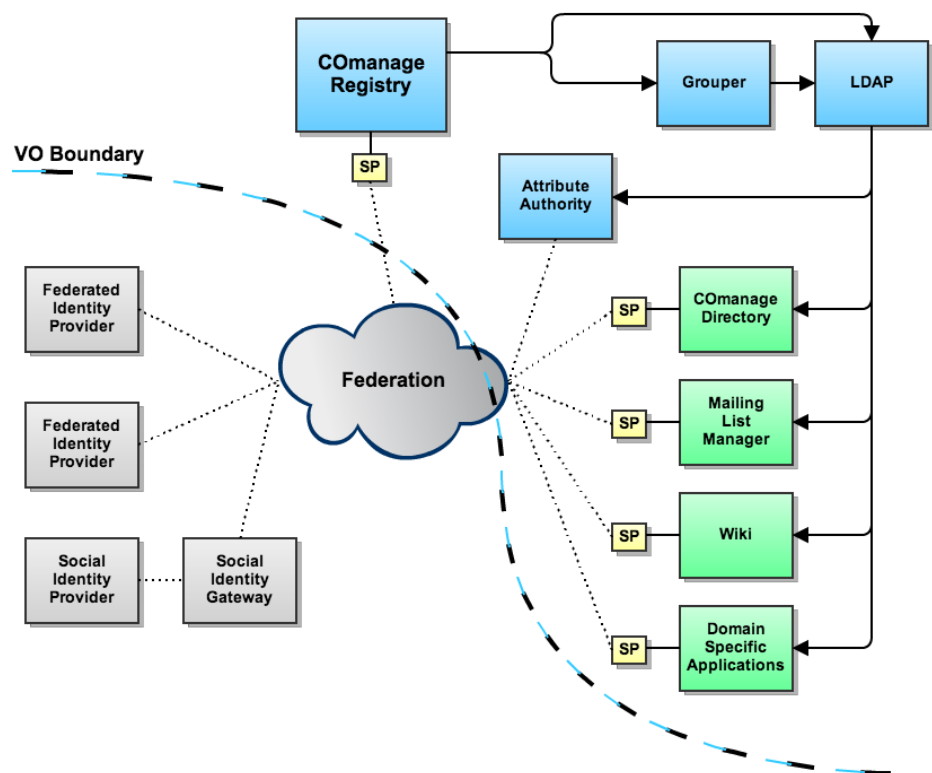 COmanage
Registry
Grouper
LDAP
VO Boundary
SP
Attribute
Authority
Federated
Identity
Provider
SP
COmanage
Directory
Federation
Federated
Identity
Provider
SP
Mailing
List
Manager
SP
Wiki
Social
Identity
Provider
Social
Identity
Gateway
SP
Domain
Specific
Applications